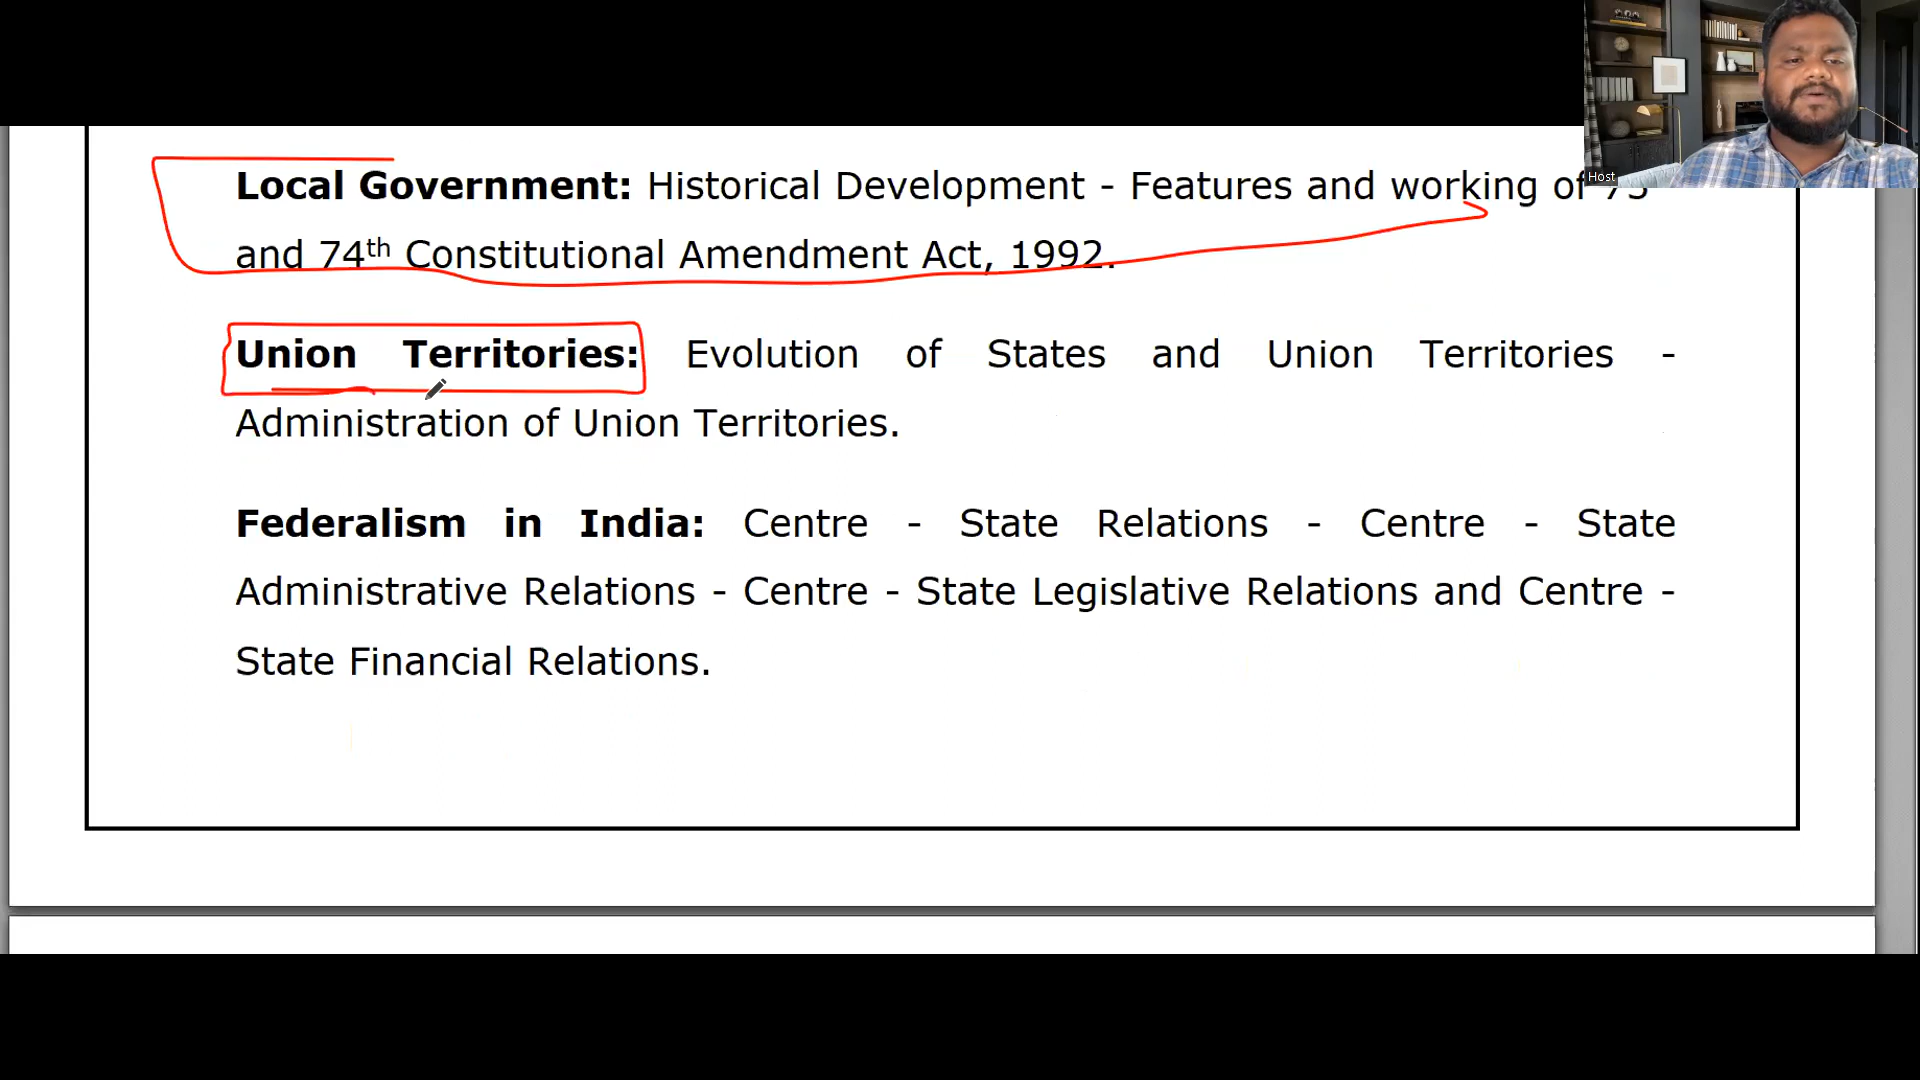 Host
Local Government: Historical Development - Features and working of 73
and 74th Constitutional Amendment Act, 1992.
Union Territories: Evolution of States and Union Territories -
Administration of Union Territories.
Federalism in India: Centre - State Relations - Centre - State
Administrative Relations - Centre - State Legislative Relations and Centre -
State Financial Relations.